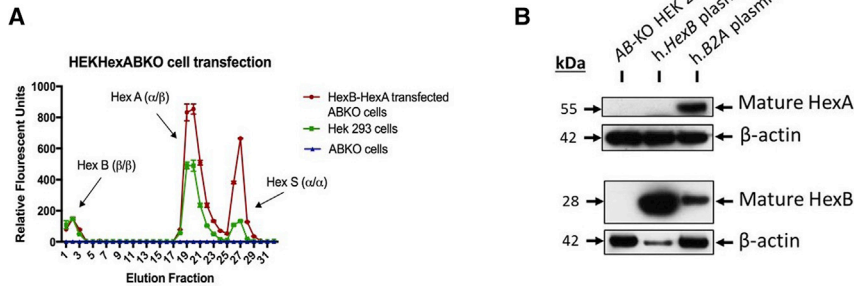 A
HEKHexABKO cell transfection
Relative Flourescent Units
1000
800
600
400
200
0
Hex A (α/β)
Hex B (β/β)
Hex S (α/α)
HexB-HexA transfected
ABKO cells
Hek 293 cells
ABKO cells
1 3 5 7 9 11 13 15 17 19 21 23 25 27 29 31
Elution Fraction
B
kDa
AB-KO HEK
h.HexB
h.B2A
55
Mature HexA
42
β-actin
28
Mature HexB
42
β-actin